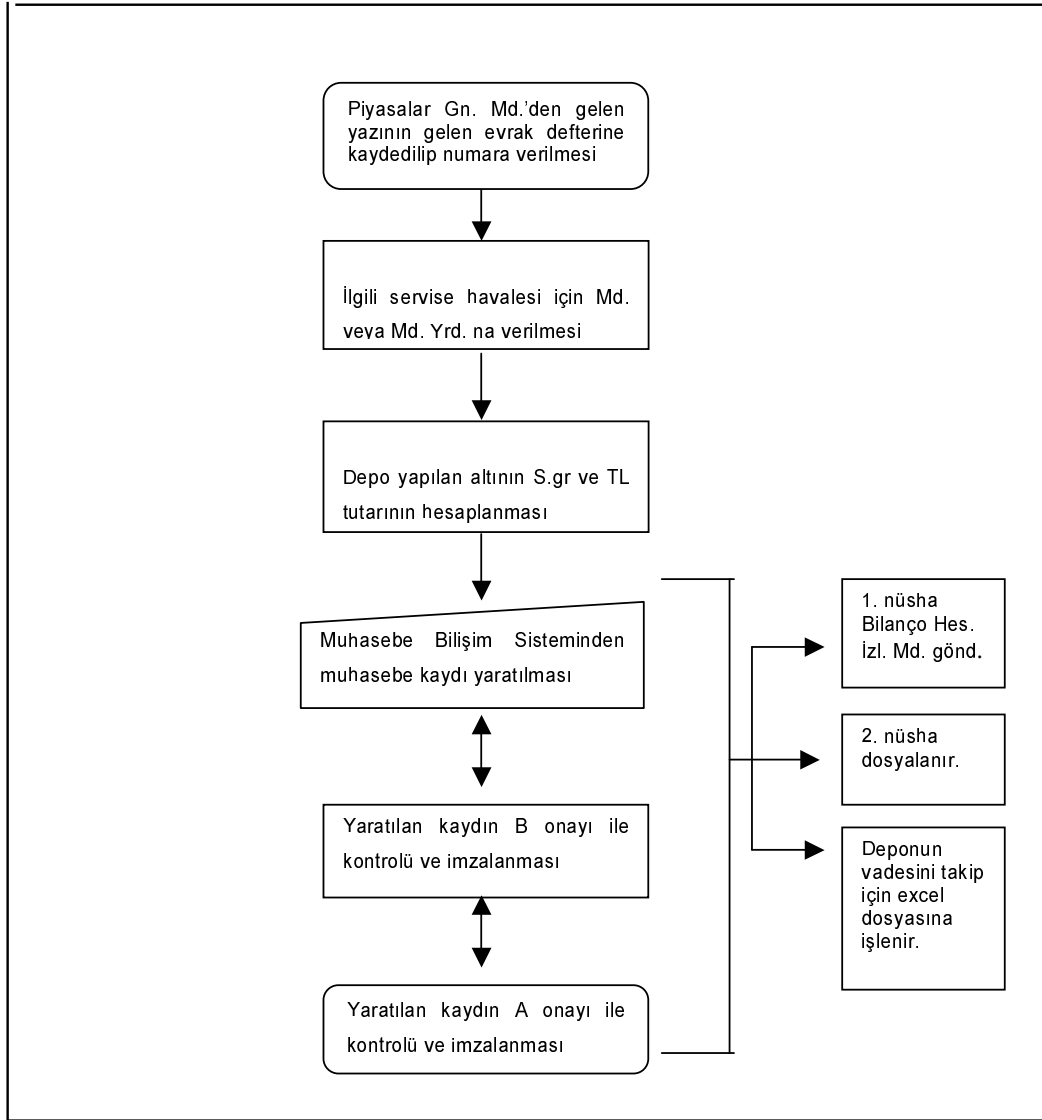 Piyasalar Gn. Md.’den gelen
yazının gelen evrak defterine
kaydedilip numara verilmesi
İlgili servise havalesi için Md.
veya Md. Yrd. na verilmesi
Depo yapılan altının S.gr ve TL
tutarının hesaplanması
Muhasebe Bilişim Sisteminden
muhasebe kaydı yaratılması
Yaratılan kaydın B onayı ile
kontrolü ve imzalanması
Yaratılan kaydın A onayı ile
kontrolü ve imzalanması
1. nüsha
Bilanço Hes.
İzl. Md. gönd.
2. nüsha
dosyalanır.
Deponun
vadesini takip
için excel
dosyasına
işlenir.